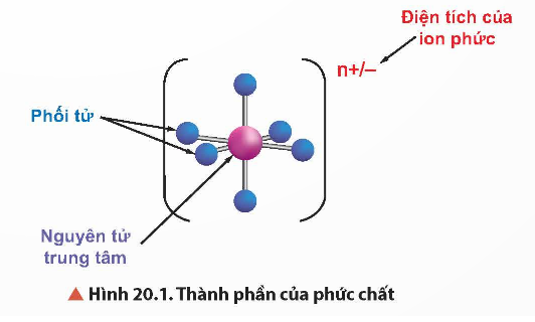 Điện tích của
ion phức
n+/–
Phối tử
Nguyên tử
trung tâm
▲ Hình 20.1. Thành phần của phức chất